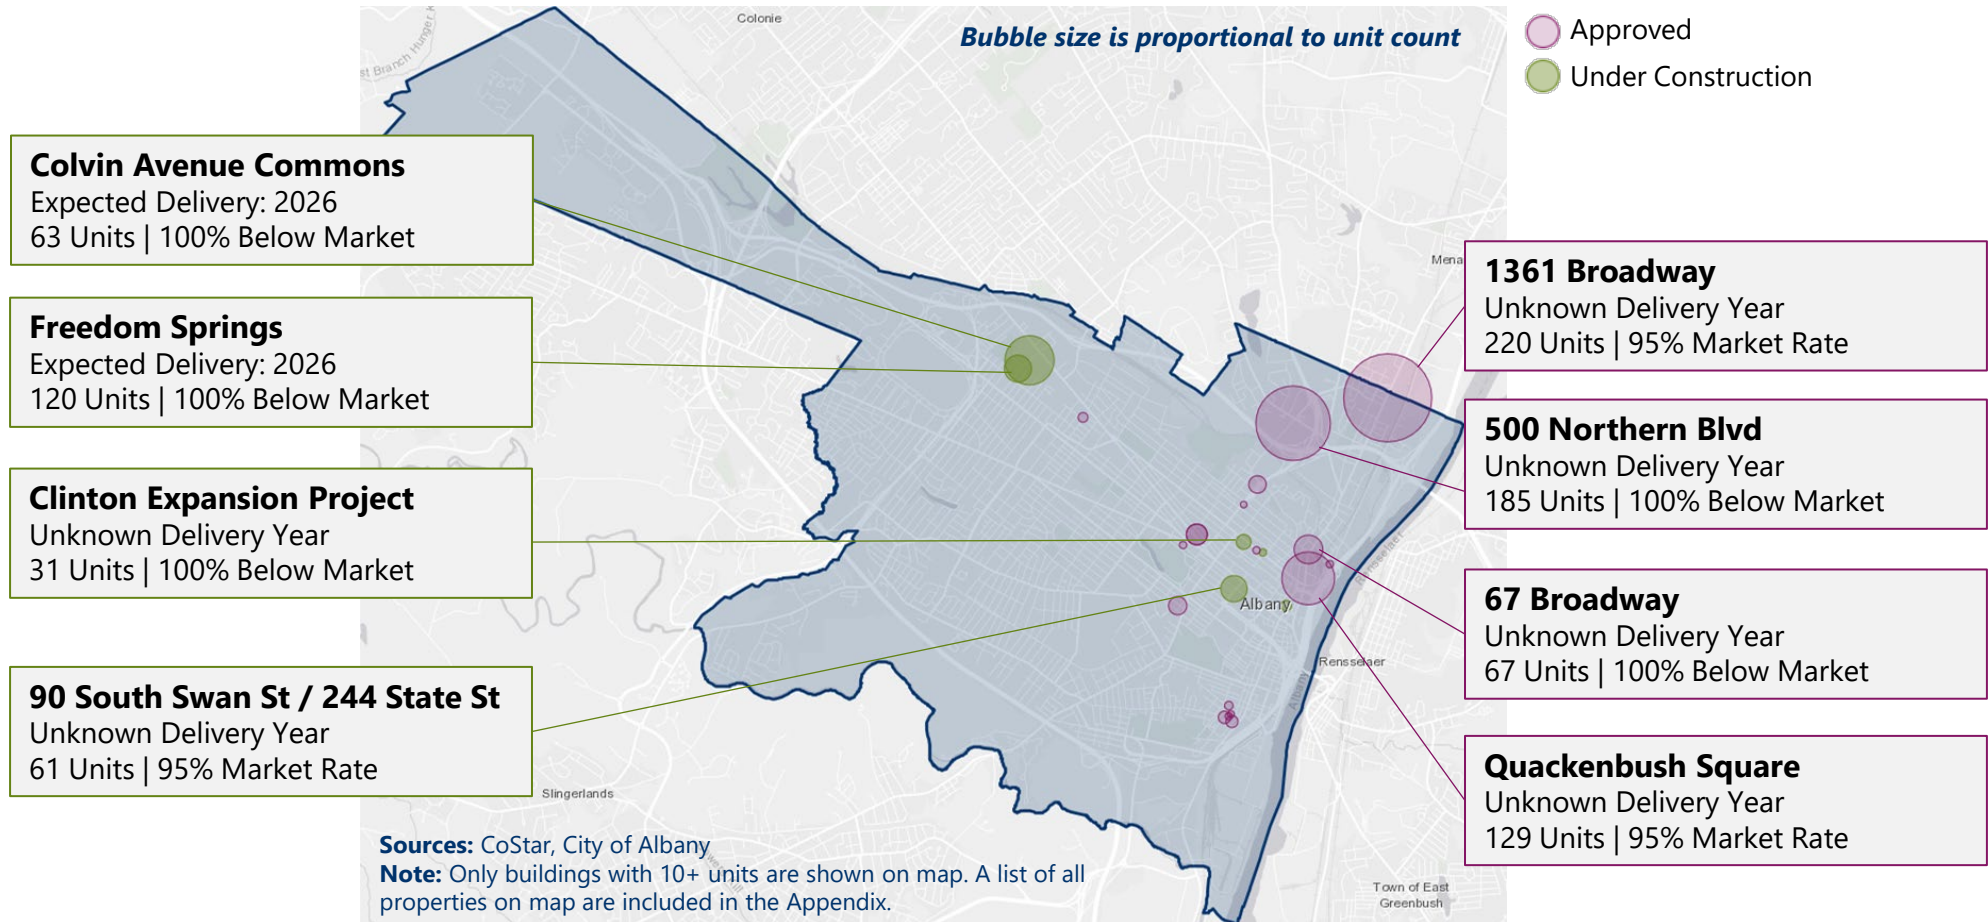 Colonie
Bubble size is proportional to unit count
Approved
Under Construction
Colvin Avenue Commons
Expected Delivery: 2026
63 Units | 100% Below Market
Freedom Springs
Expected Delivery: 2026
120 Units | 100% Below Market
Clinton Expansion Project
Unknown Delivery Year
31 Units | 100% Below Market
90 South Swan St / 244 State St
Unknown Delivery Year
61 Units | 95% Market Rate
Mena
1361 Broadway
Unknown Delivery Year
220 Units | 95% Market Rate
500 Northern Blvd
Unknown Delivery Year
185 Units | 100% Below Market
67 Broadway
Unknown Delivery Year
67 Units | 100% Below Market
Quackenbush Square
Unknown Delivery Year
129 Units | 95% Market Rate
Rensselaer
Albany
Rensselaer
Albany
Slingerlands
Town of East
Greenbush
Sources: CoStar, City of Albany
Note: Only buildings with 10+ units are shown on map. A list of all
properties on map are included in the Appendix.